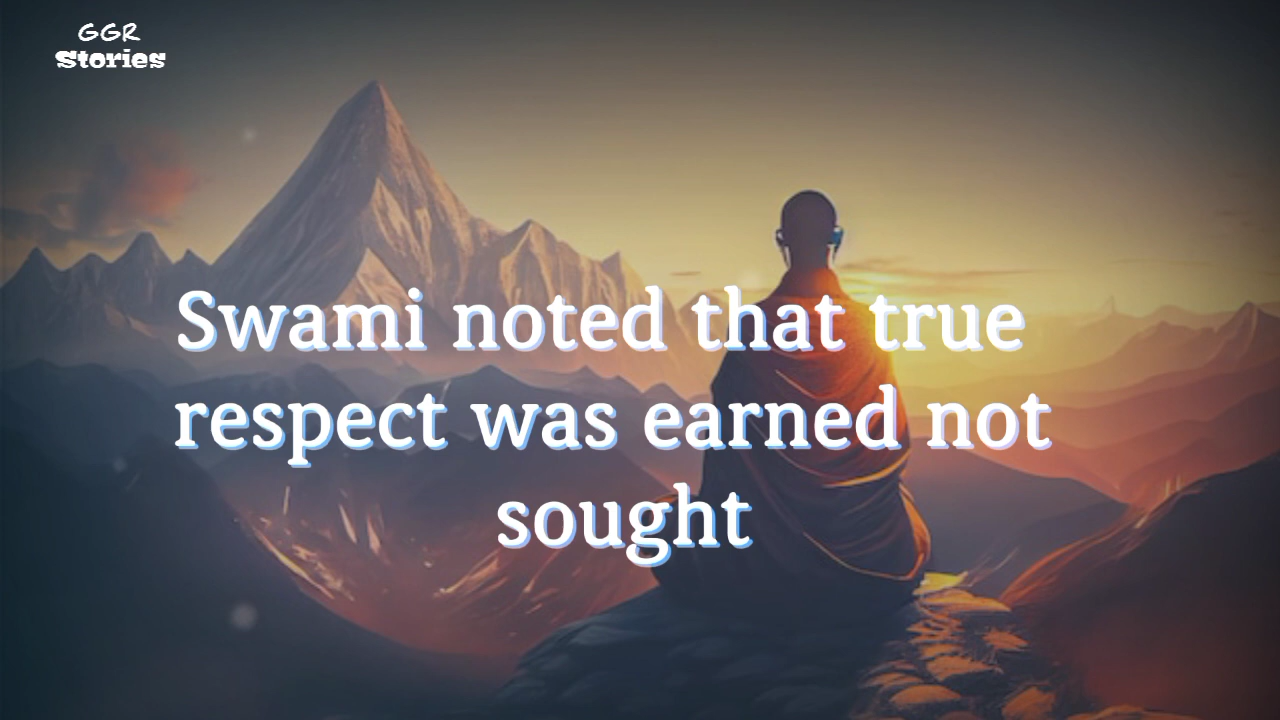 GGR
Stories
Swami noted that true
respect was earned not
sought